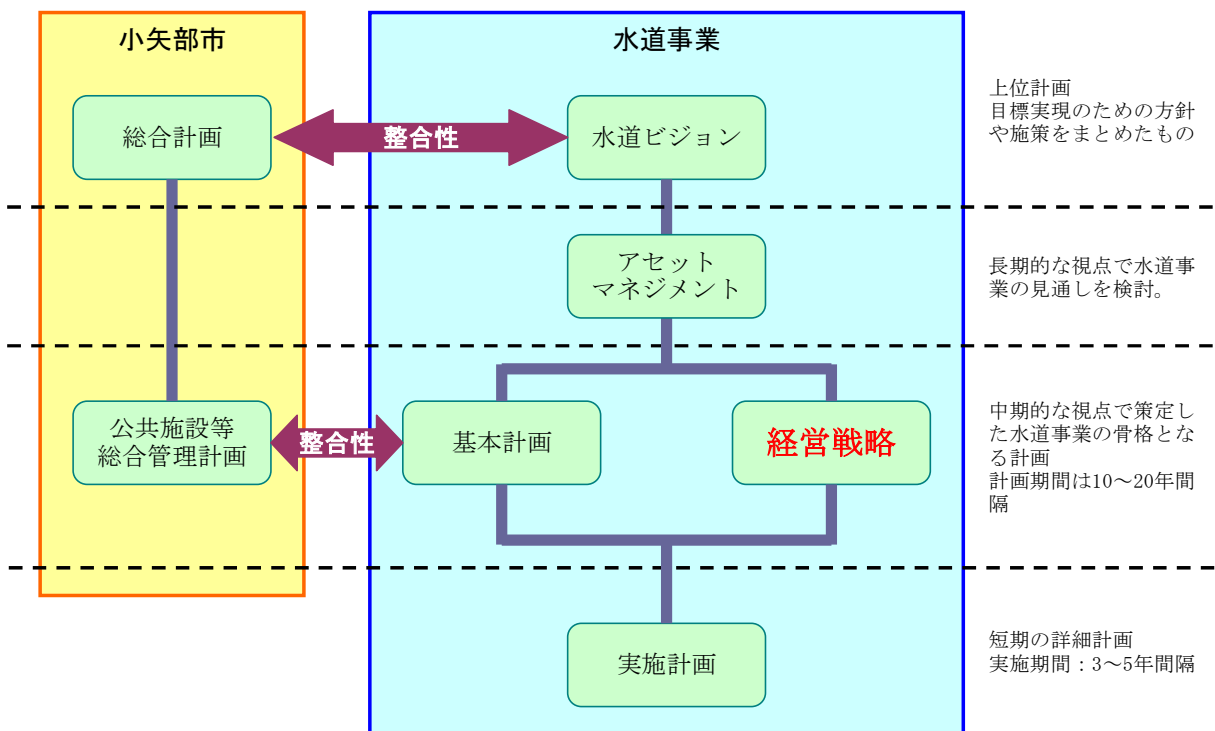 小矢部市
水道事業
総合計画
整合性
水道ビジョン
上位計画
目標実現のための方針
や施策をまとめたもの
アセット
マネジメント
長期的な視点で水道事
業の見通しを検討。
公共施設等
総合管理計画
整合性
基本計画
経営戦略
中期的な視点で策定し
た水道事業の骨格とな
る計画
計画期間は10～20年間
隔
実施計画
短期の詳細計画
実施期間：3～5年間隔